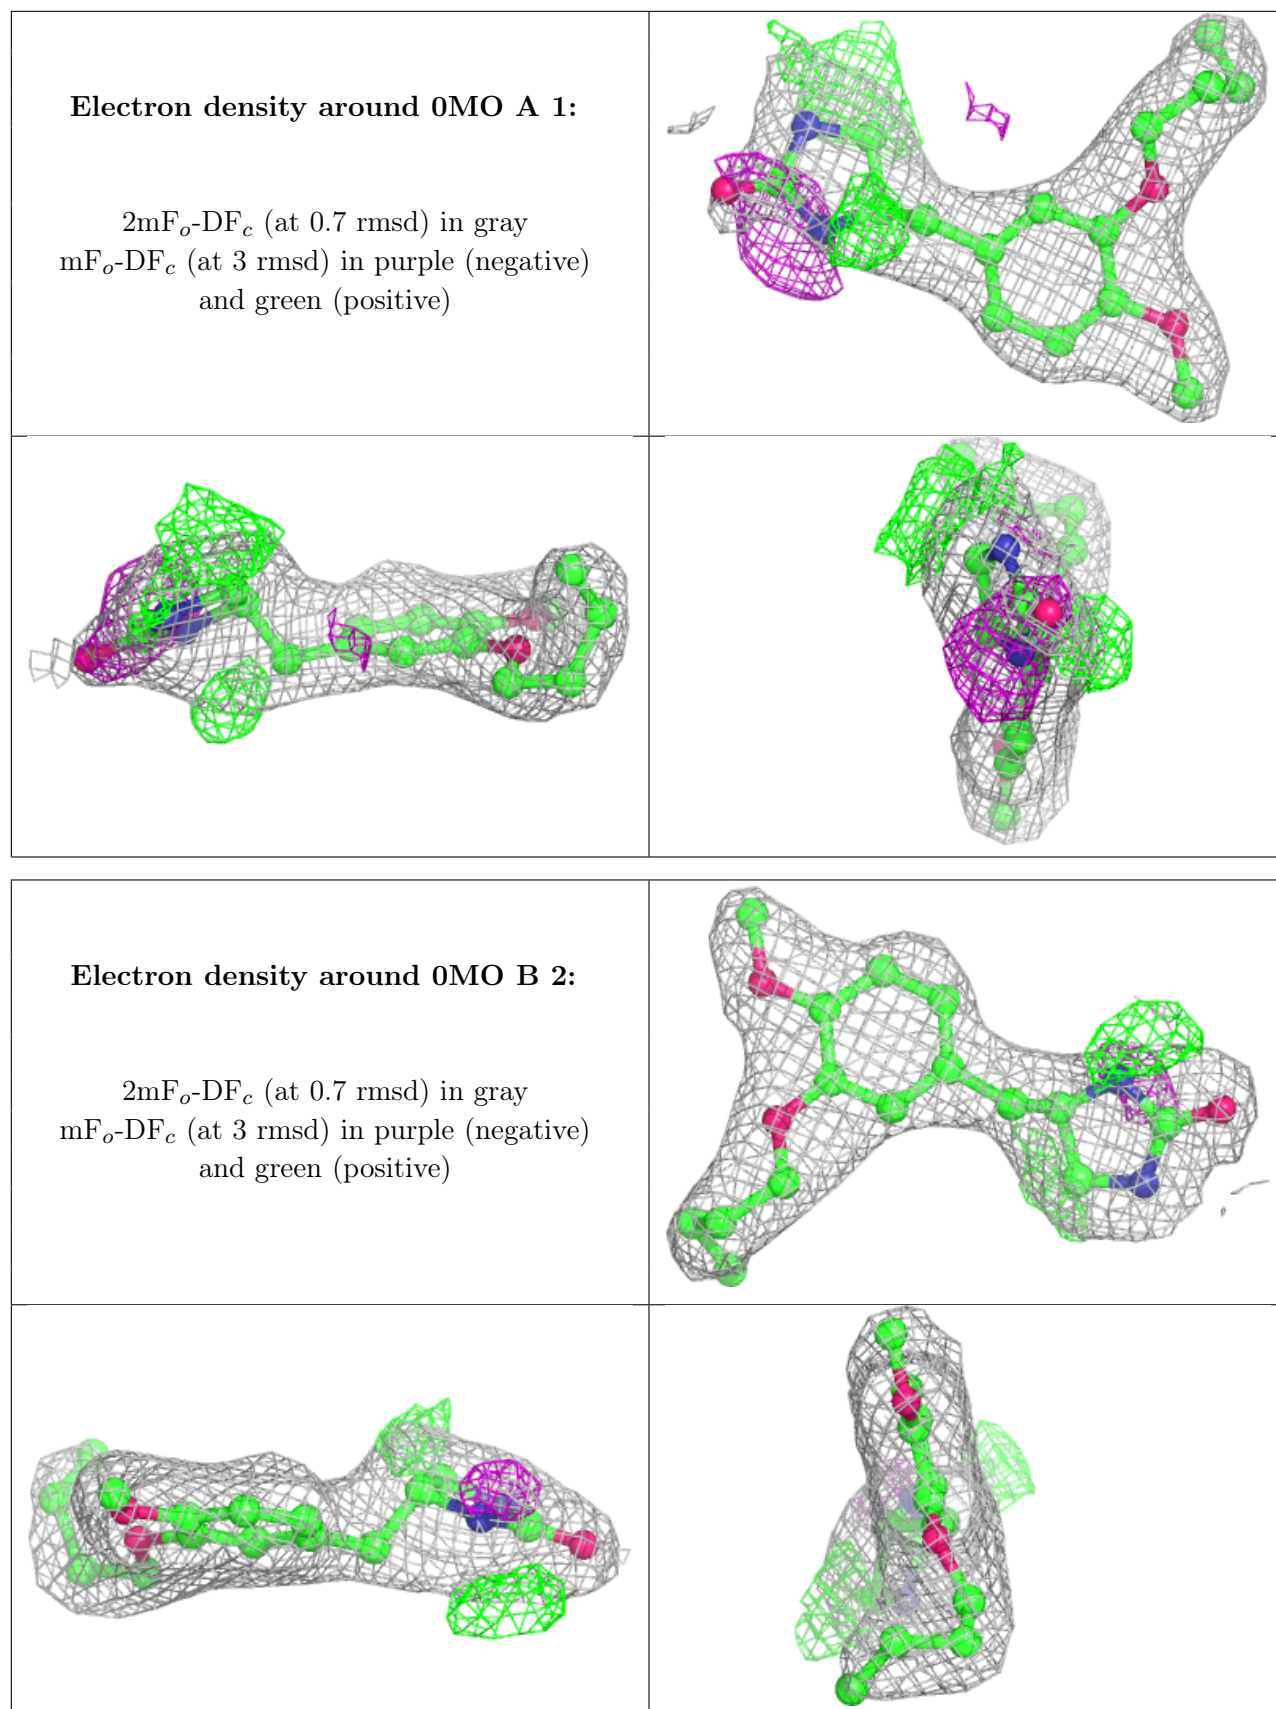 Electron density around 0MO A 1:
2mFo-DFc (at 0.7 rmsd) in gray
mFo-DFc (at 3 rmsd) in purple (negative)
and green (positive)
Electron density around 0MO B 2:
2mFo-DFc (at 0.7 rmsd) in gray
mFo-DFc (at 3 rmsd) in purple (negative)
and green (positive)